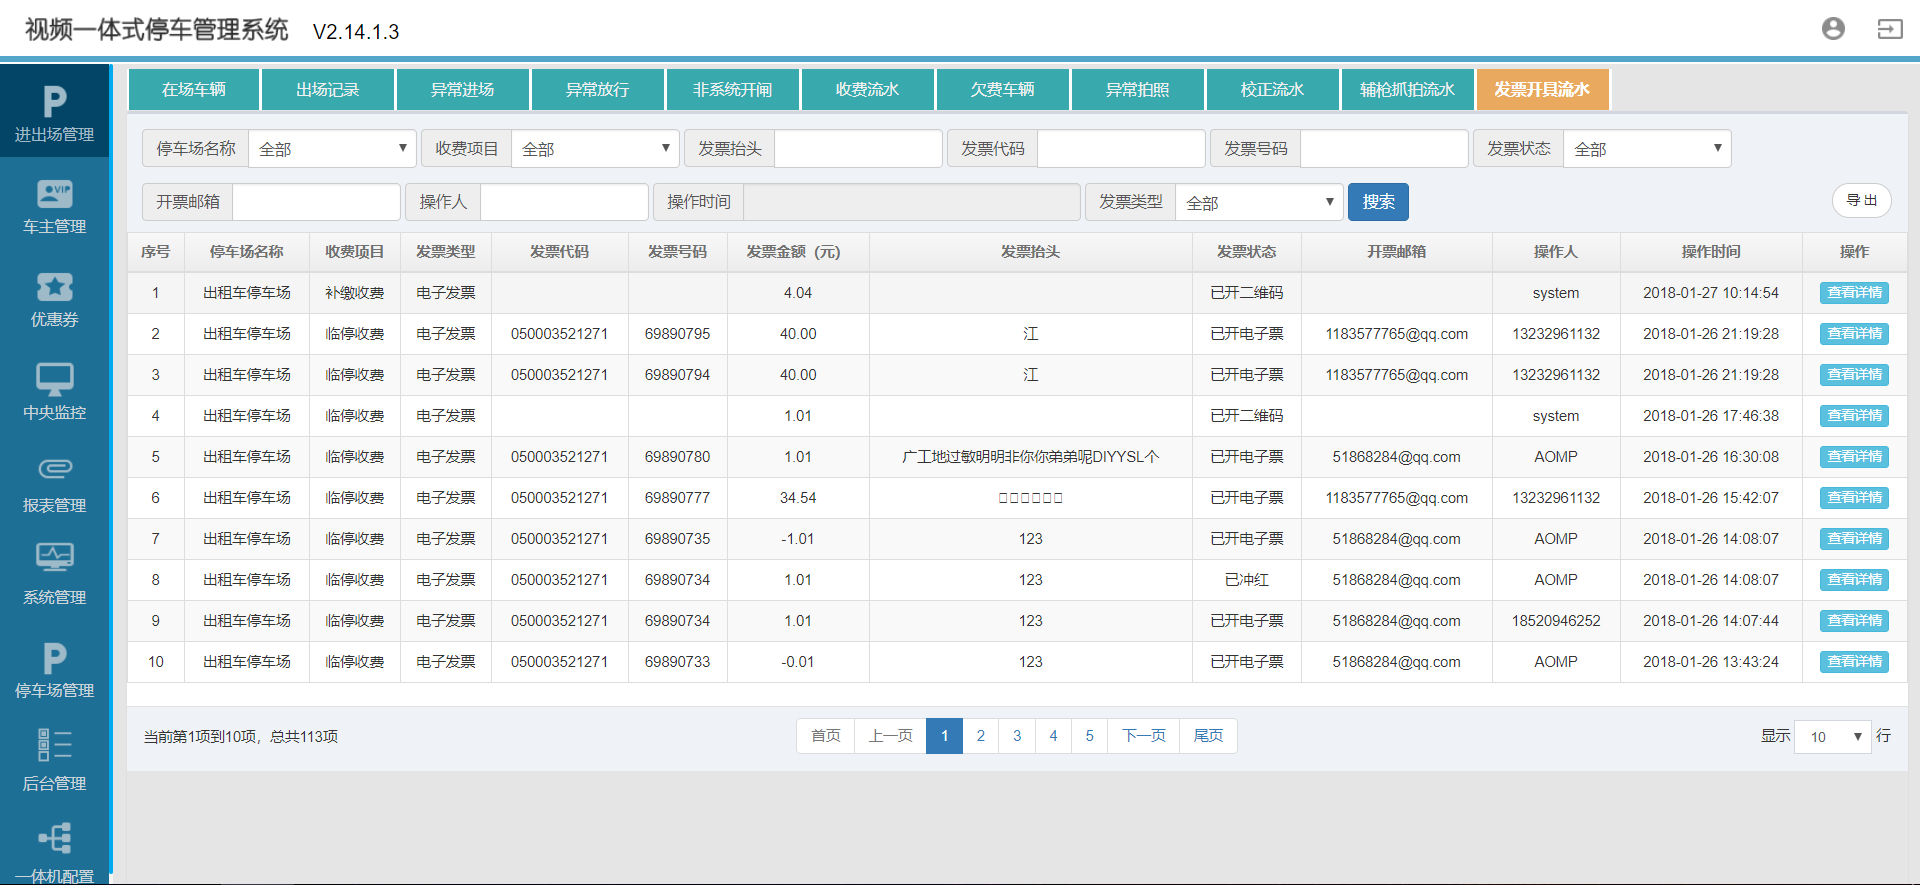 视频一体式停车管理系统 V2.14.1.3
在场车辆 出场记录 异常进场 异常放行 非系统开闸 收费流水 欠费车辆 异常拍照 校正流水 辅枪抓拍流水 发票开具流水
进出场管理
车主管理
优惠券
中央监控
报表管理
系统管理
停车场管理
后台管理
一体机配置
停车场名称 全部 收费项目 全部 发票抬头 发票代码 发票号码 发票状态 全部
开票邮箱 操作人 操作时间 发票类型 全部 搜索 导出
序号 停车场名称 收费项目 发票类型 发票代码 发票号码 发票金额（元） 发票抬头 发票状态 开票邮箱 操作人 操作时间 操作
1 出租车停车场 补缴收费 电子发票 4.04 已开二维码 system 2018-01-27 10:14:54 查看详情
2 出租车停车场 临停收费 电子发票 050003521271 69890795 40.00 江 已开电子票 1183577765@qq.com 13232961132 2018-01-26 21:19:28 查看详情
3 出租车停车场 临停收费 电子发票 050003521271 69890794 40.00 江 已开电子票 1183577765@qq.com 13232961132 2018-01-26 21:19:28 查看详情
4 出租车停车场 临停收费 电子发票 1.01 已开二维码 system 2018-01-26 17:46:38 查看详情
5 出租车停车场 临停收费 电子发票 050003521271 69890780 1.01 广工地过敏明明非你你弟弟呢DIYYSL个 已开电子票 51868284@qq.com AOMP 2018-01-26 16:30:08 查看详情
6 出租车停车场 临停收费 电子发票 050003521271 69890777 34.54 □□□□□□ 已开电子票 1183577765@qq.com 13232961132 2018-01-26 15:42:07 查看详情
7 出租车停车场 临停收费 电子发票 050003521271 69890735 -1.01 123 已开电子票 51868284@qq.com AOMP 2018-01-26 14:08:07 查看详情
8 出租车停车场 临停收费 电子发票 050003521271 69890734 1.01 123 已冲红 51868284@qq.com AOMP 2018-01-26 14:08:07 查看详情
9 出租车停车场 临停收费 电子发票 050003521271 69890734 1.01 123 已开电子票 51868284@qq.com 18520946252 2018-01-26 14:07:44 查看详情
10 出租车停车场 临停收费 电子发票 050003521271 69890733 -0.01 123 已开电子票 51868284@qq.com AOMP 2018-01-26 13:43:24 查看详情
当前第1项到10项，总共113项 首页 上一页 1 2 3 4 5 下一页 尾页 显示 10 行